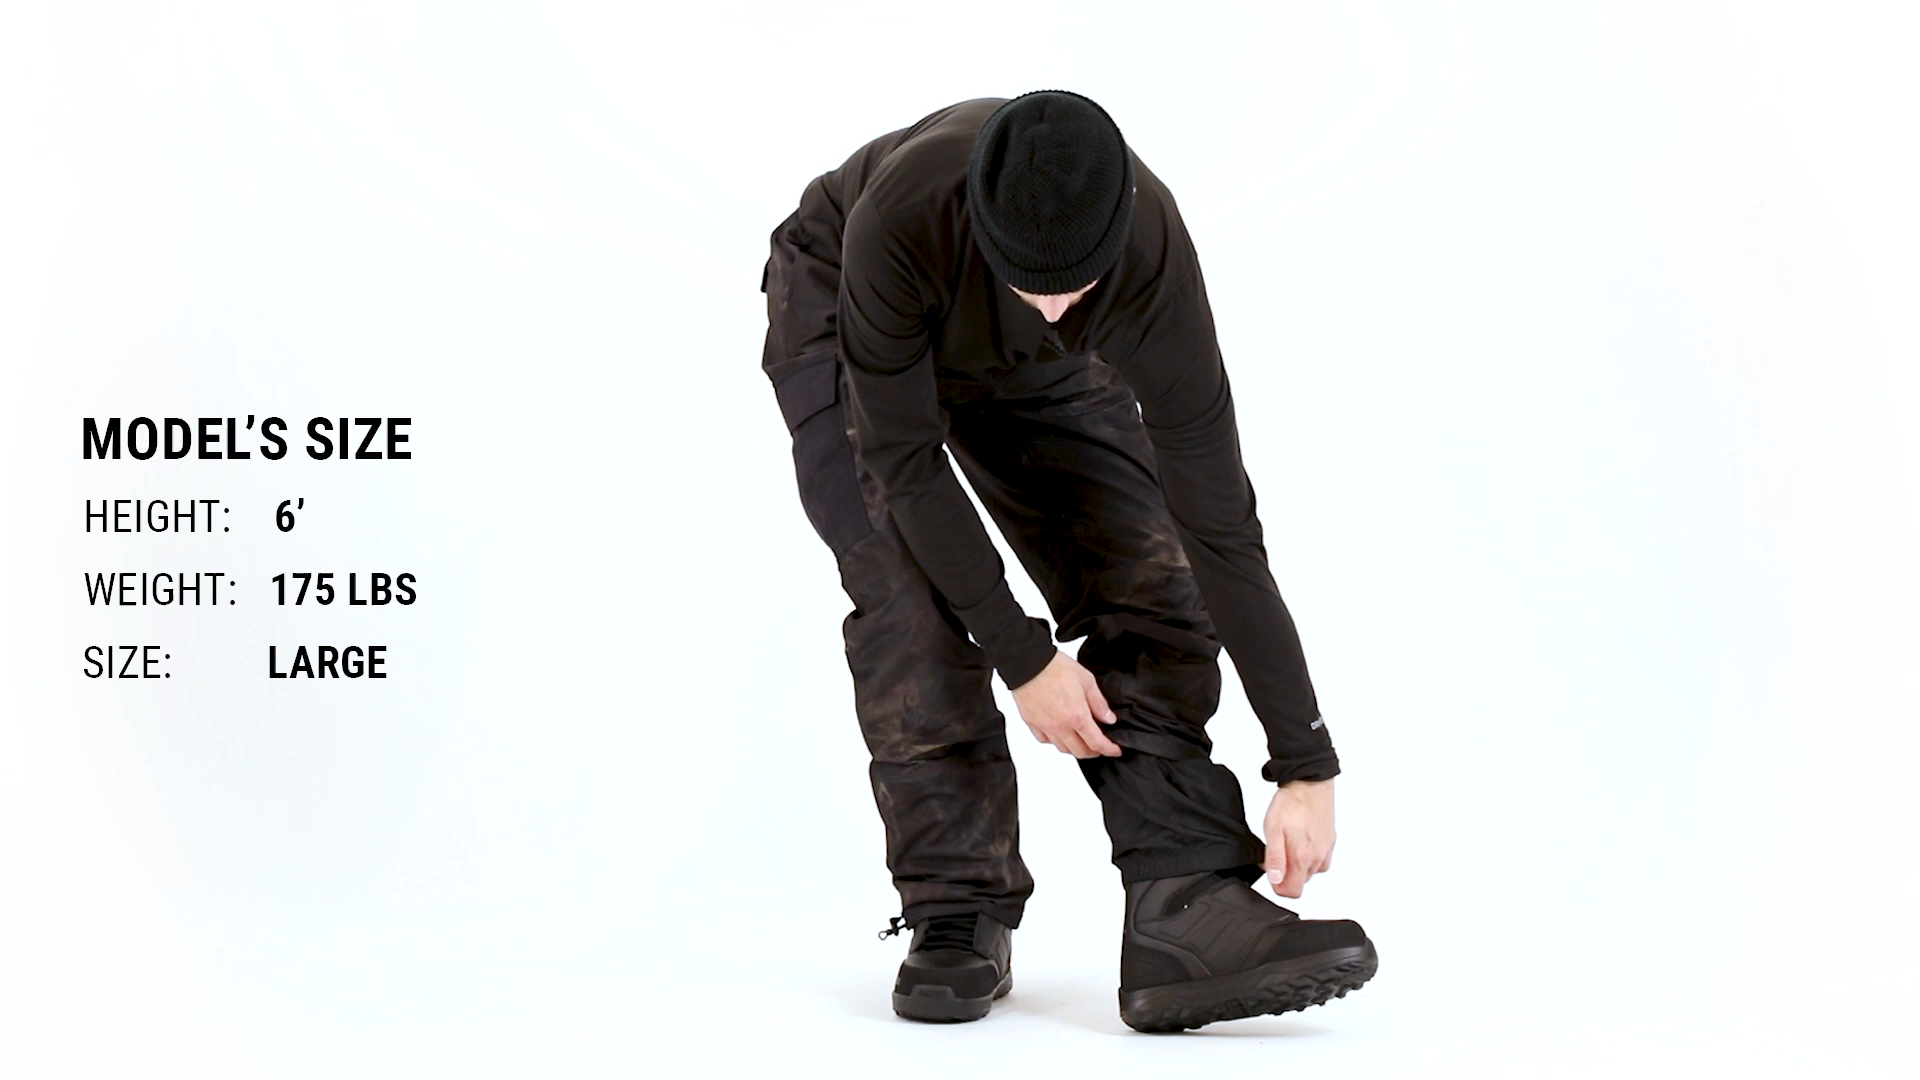 MODEL’S SIZE
HEIGHT: 6’
WEIGHT: 175 LBS
SIZE: LARGE